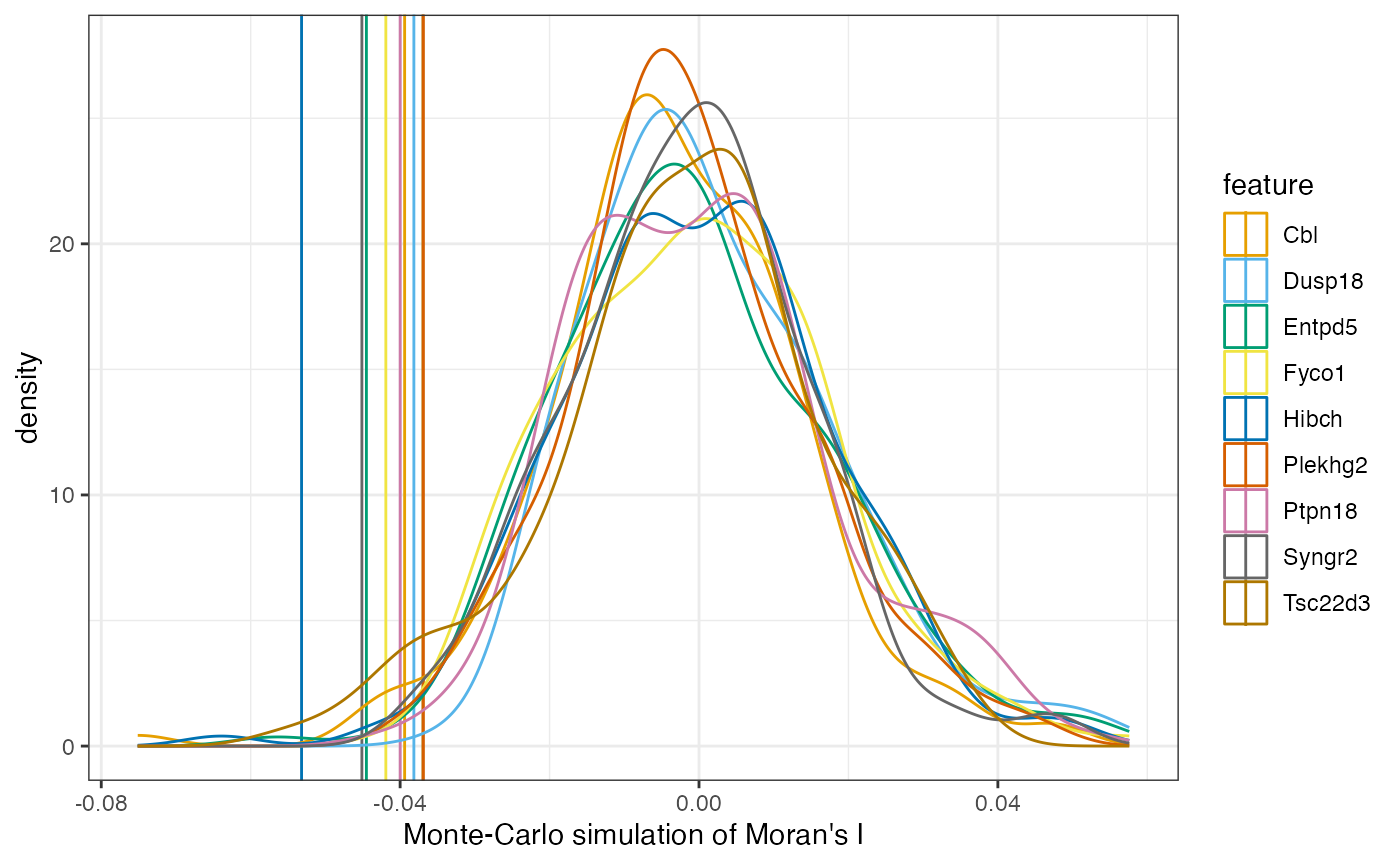 density
20
10
0
-0.08
-0.04
0.00
0.04
Monte-Carlo simulation of Moran's I
feature
Cbl
Dusp18
Entpd5
Fyco1
Hibch
Plekhg2
Ptpn18
Syngr2
Tsc22d3